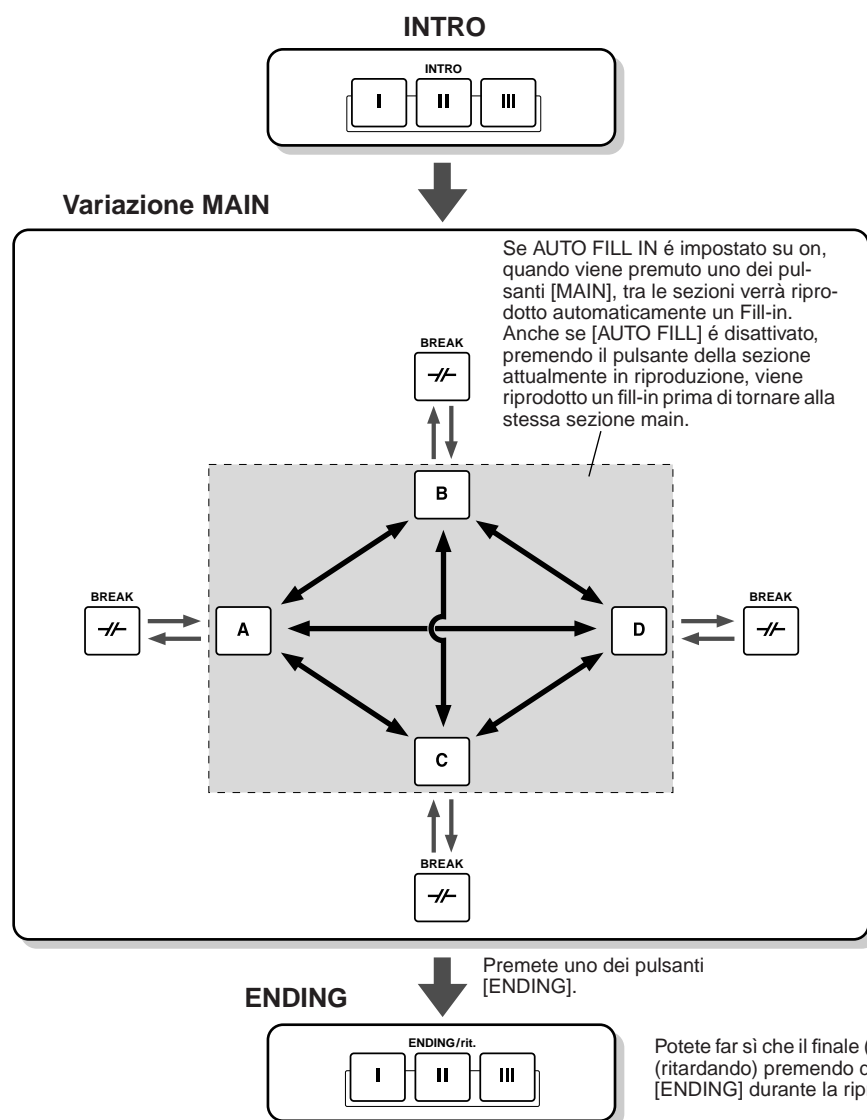 INTRO
INTRO
I II III
Variazione MAIN
Se AUTO FILL IN é impostato su on,
quando viene premuto uno dei pul-
santi [MAIN], tra le sezioni verrà ripro-
dotto automaticamente un Fill-in.
Anche se [AUTO FILL] é disattivato,
premendo il pulsante della sezione
attualmente in riproduzione, viene
riprodotto un fill-in prima di tornare alla
stessa sezione main.
BREAK
B
BREAK
A
D
BREAK
C
BREAK
Premete uno dei pulsanti
[ENDING].
ENDING
ENDING/rit.
I II III
Potete far sì che il finale (
(ritardando) premendo
[ENDING] durante la rip